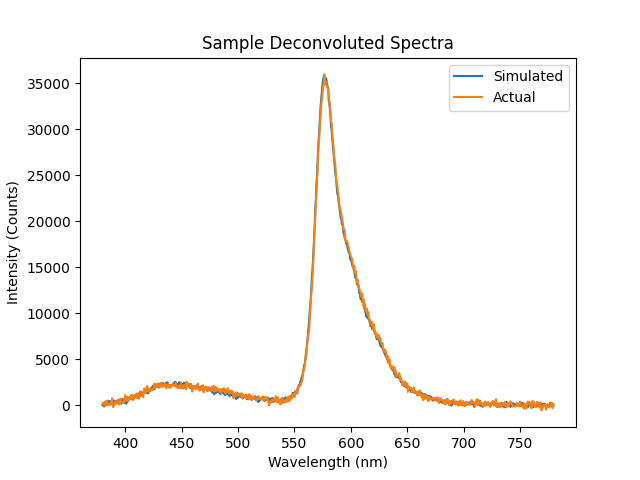 Sample Deconvoluted Spectra
Simulated
Actual
35000
30000
25000
20000
15000
10000
5000
0
Intensity (Counts)
400 450 500 550 600 650 700 750
Wavelength (nm)